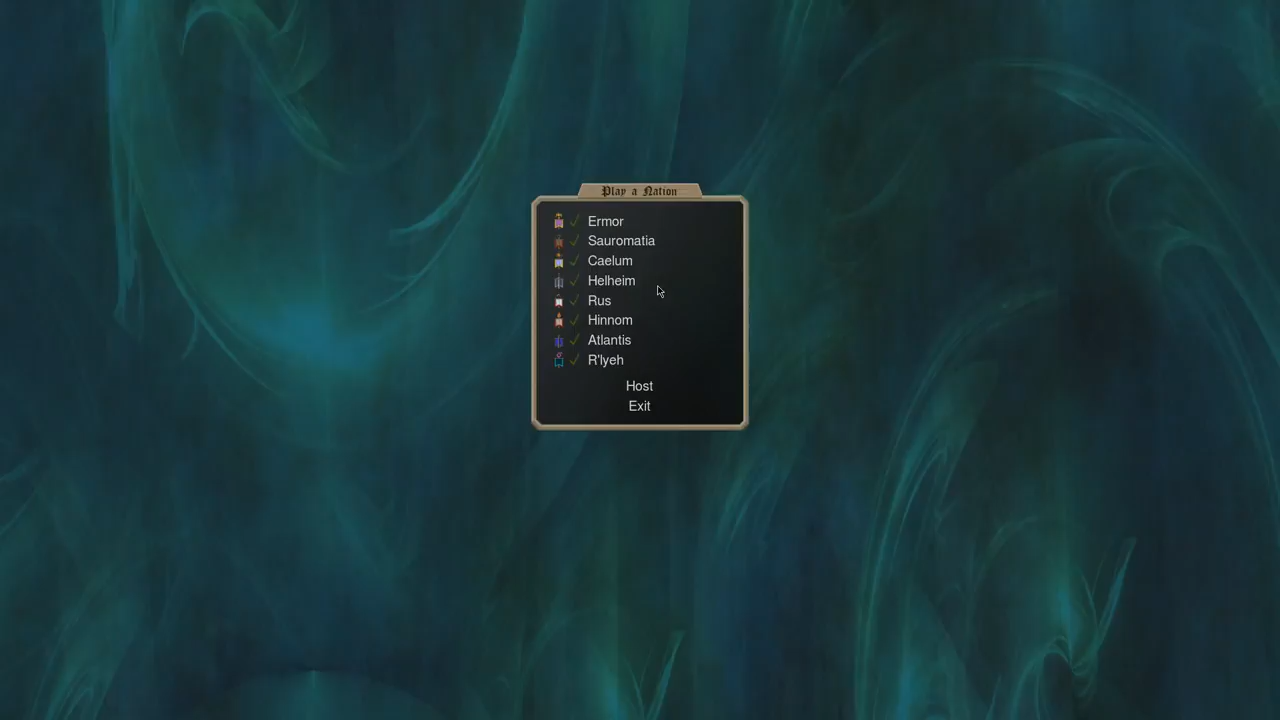 Play a Nation
Ermor
Sauromatia
Caelum
Helheim
Rus
Hinnom
Atlantis
R'lyeh
Host
Exit